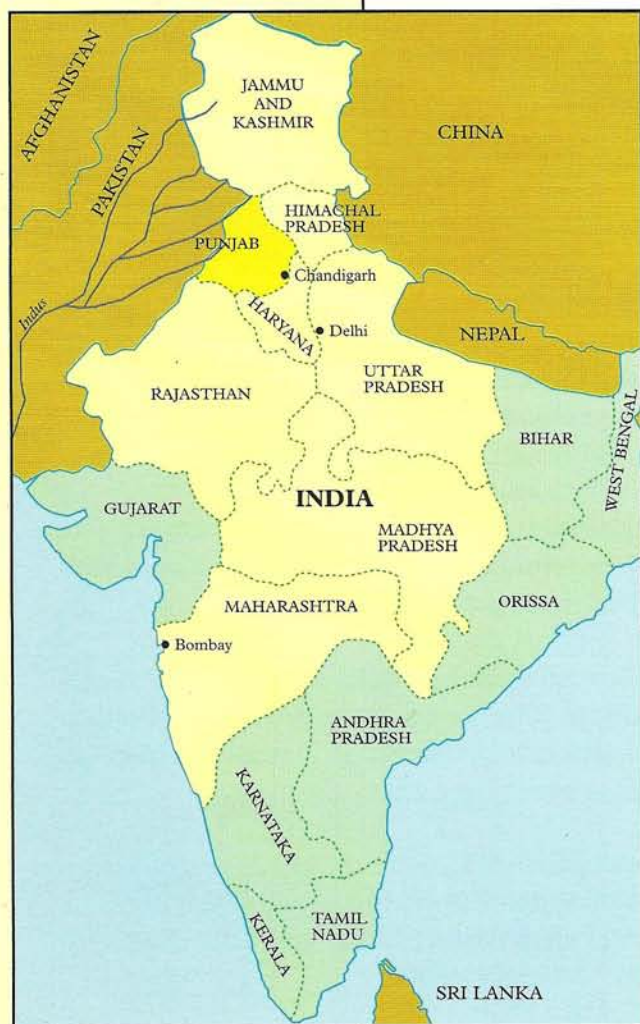 AFGHANISTAN
PAKISTAN
Indus
JAMMU
AND
KASHMIR
CHINA
HIMACHAL
PRADESH
PUNJAB
Chandigarh
HARYANA
Delhi
NEPAL
RAJASTHAN
UTTAR
PRADESH
BIHAR
WEST BENGAL
INDIA
GUJARAT
MADHYA
PRADESH
MAHARASHTRA
ORISSA
Bombay
ANDHRA
PRADESH
KARNATAKA
KERALA
TAMIL
NADU
SRI LANKA